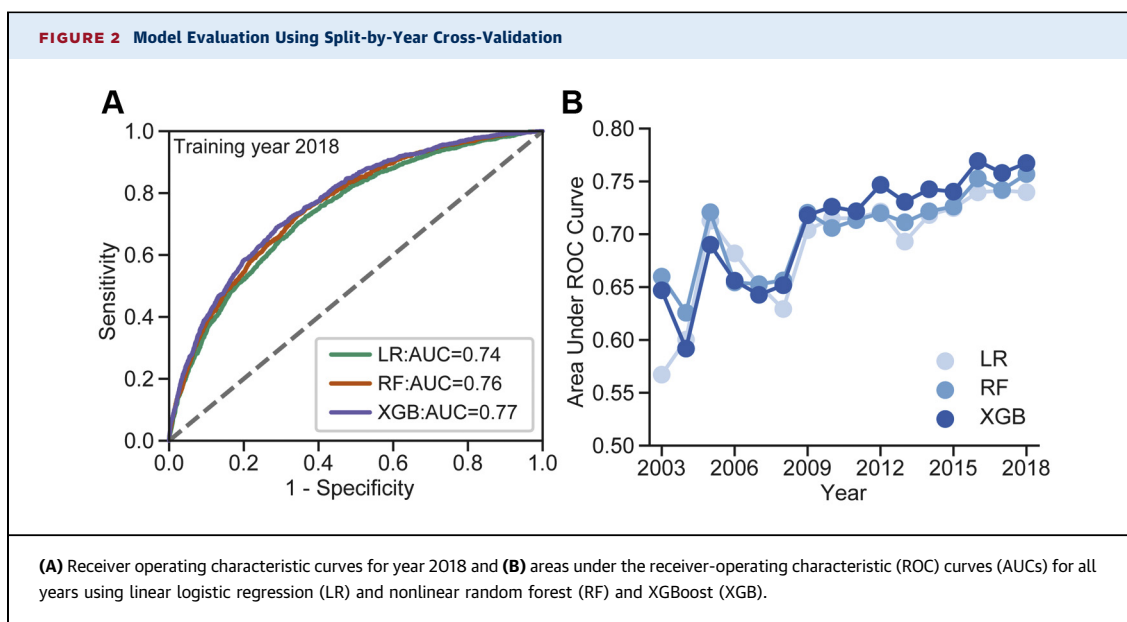 FIGURE 2 Model Evaluation Using Split-by-Year Cross-Validation
A
Training year 2018
1.0
0.8
0.6
0.4
0.2
0.0
Sensitivity
LR:AUC=0.74
RF:AUC=0.76
XGB:AUC=0.77
0.0 0.2 0.4 0.6 0.8 1.0
1 - Specificity
B
0.80
0.75
0.70
0.65
0.60
0.55
0.50
Area Under ROC Curve
LR
RF
XGB
2003 2006 2009 2012 2015 2018
Year
(A) Receiver operating characteristic curves for year 2018 and (B) areas under the receiver-operating characteristic (ROC) curves (AUCs) for all
years using linear logistic regression (LR) and nonlinear random forest (RF) and XGBoost (XGB).